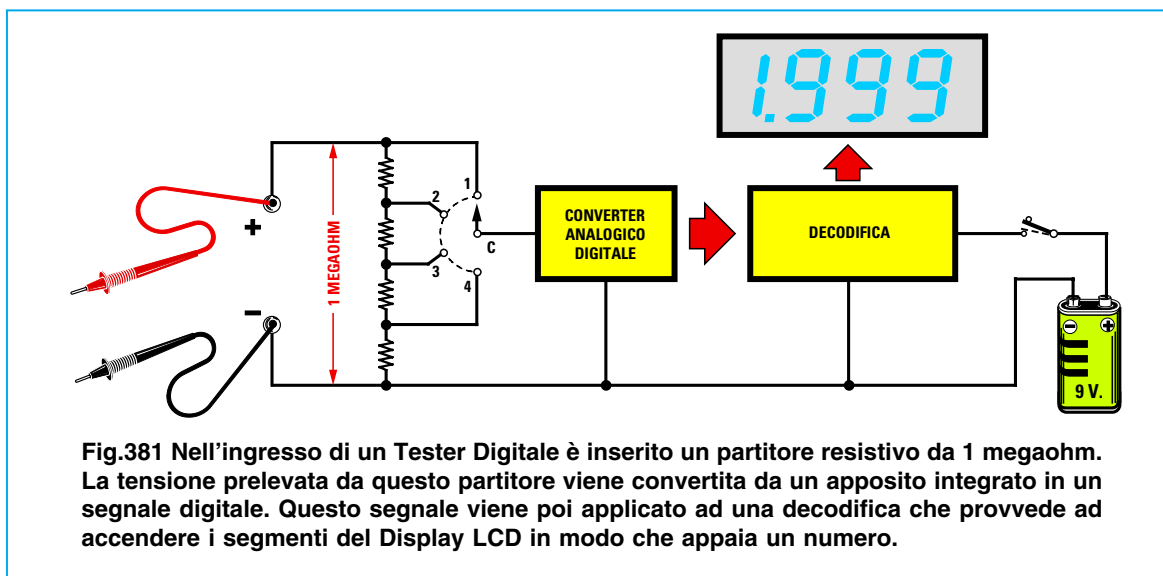 1.999
+
-
1 MEGAOHM
1
2
3
4
C
CONVERTER
ANALOGICO
DIGITALE
DECODIFICA
- +
9 V.
Fig.381 Nell'ingresso di un Tester Digitale è inserito un partitore resistivo da 1 megaohm.
La tensione prelevata da questo partitore viene convertita da un apposito integrato in un
segnale digitale. Questo segnale viene poi applicato ad una decodifica che provvede ad
accendere i segmenti del Display LCD in modo che appaia un numero.